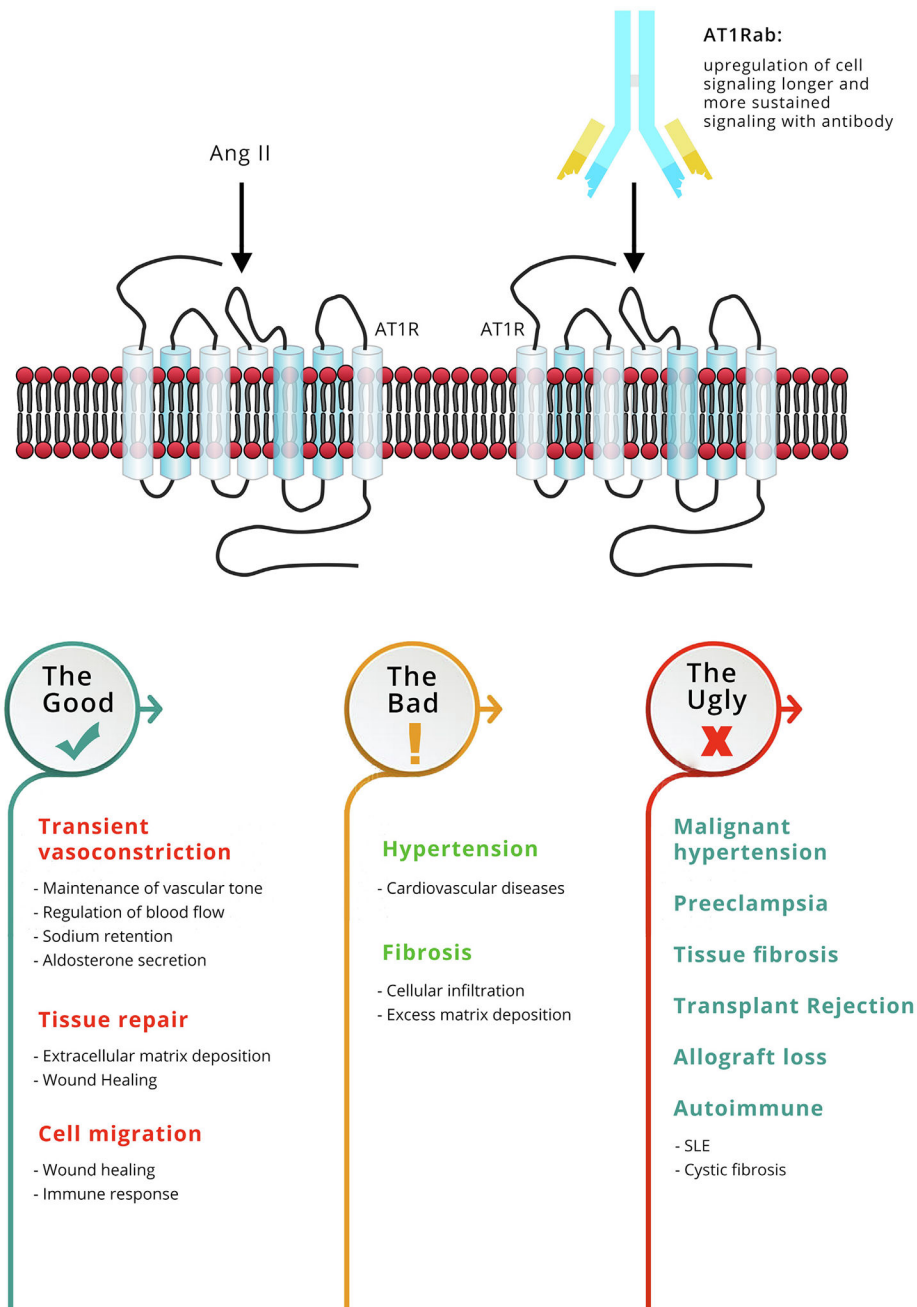 AT1Rab:
upregulation of cell
signaling longer and
more sustained
signaling with antibody
Ang II
AT1R
AT1R
The
Good
Transient
vasoconstriction
- Maintenance of vascular tone
- Regulation of blood flow
- Sodium retention
- Aldosterone secretion
Tissue repair
- Extracellular matrix deposition
- Wound Healing
Cell migration
- Wound healing
- Immune response
The
Bad
!
Hypertension
- Cardiovascular diseases
Fibrosis
- Cellular infiltration
- Excess matrix deposition
The
Ugly
X
Malignant
hypertension
Preeclampsia
Tissue fibrosis
Transplant Rejection
Allograft loss
Autoimmune
- SLE
- Cystic fibrosis